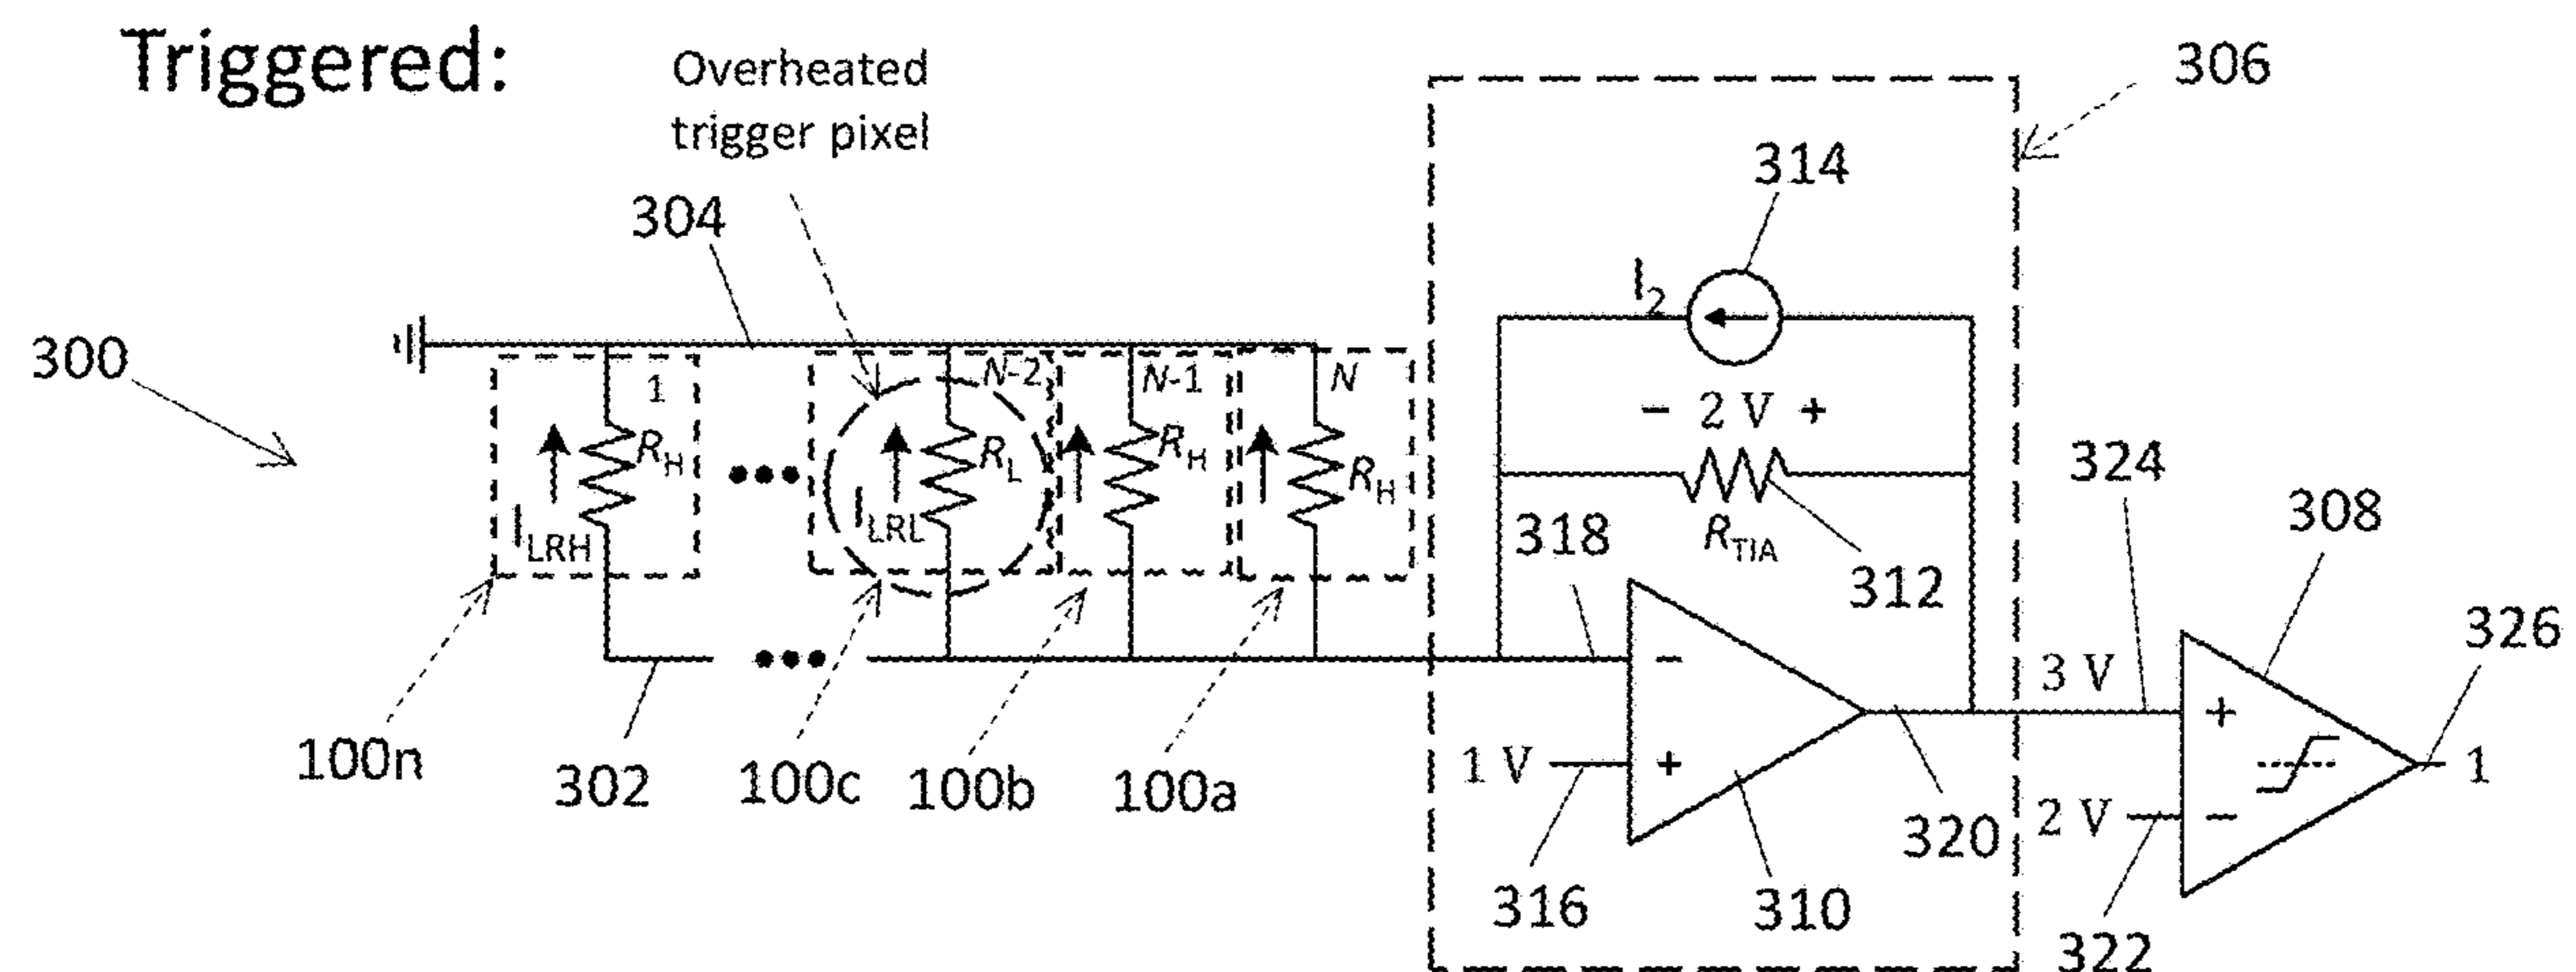 Triggered:
Overheated
trigger pixel
306
314
304
I2
300
1
N-2
N-1
N
− 2 V +
RH
RL
RH
RH
324
ILRH
ILRL
318
RTIA
308
312
326
−
3 V
+
1 V
+
1
100n
302
100c
100b
100a
2 V
−
320
316
310
322